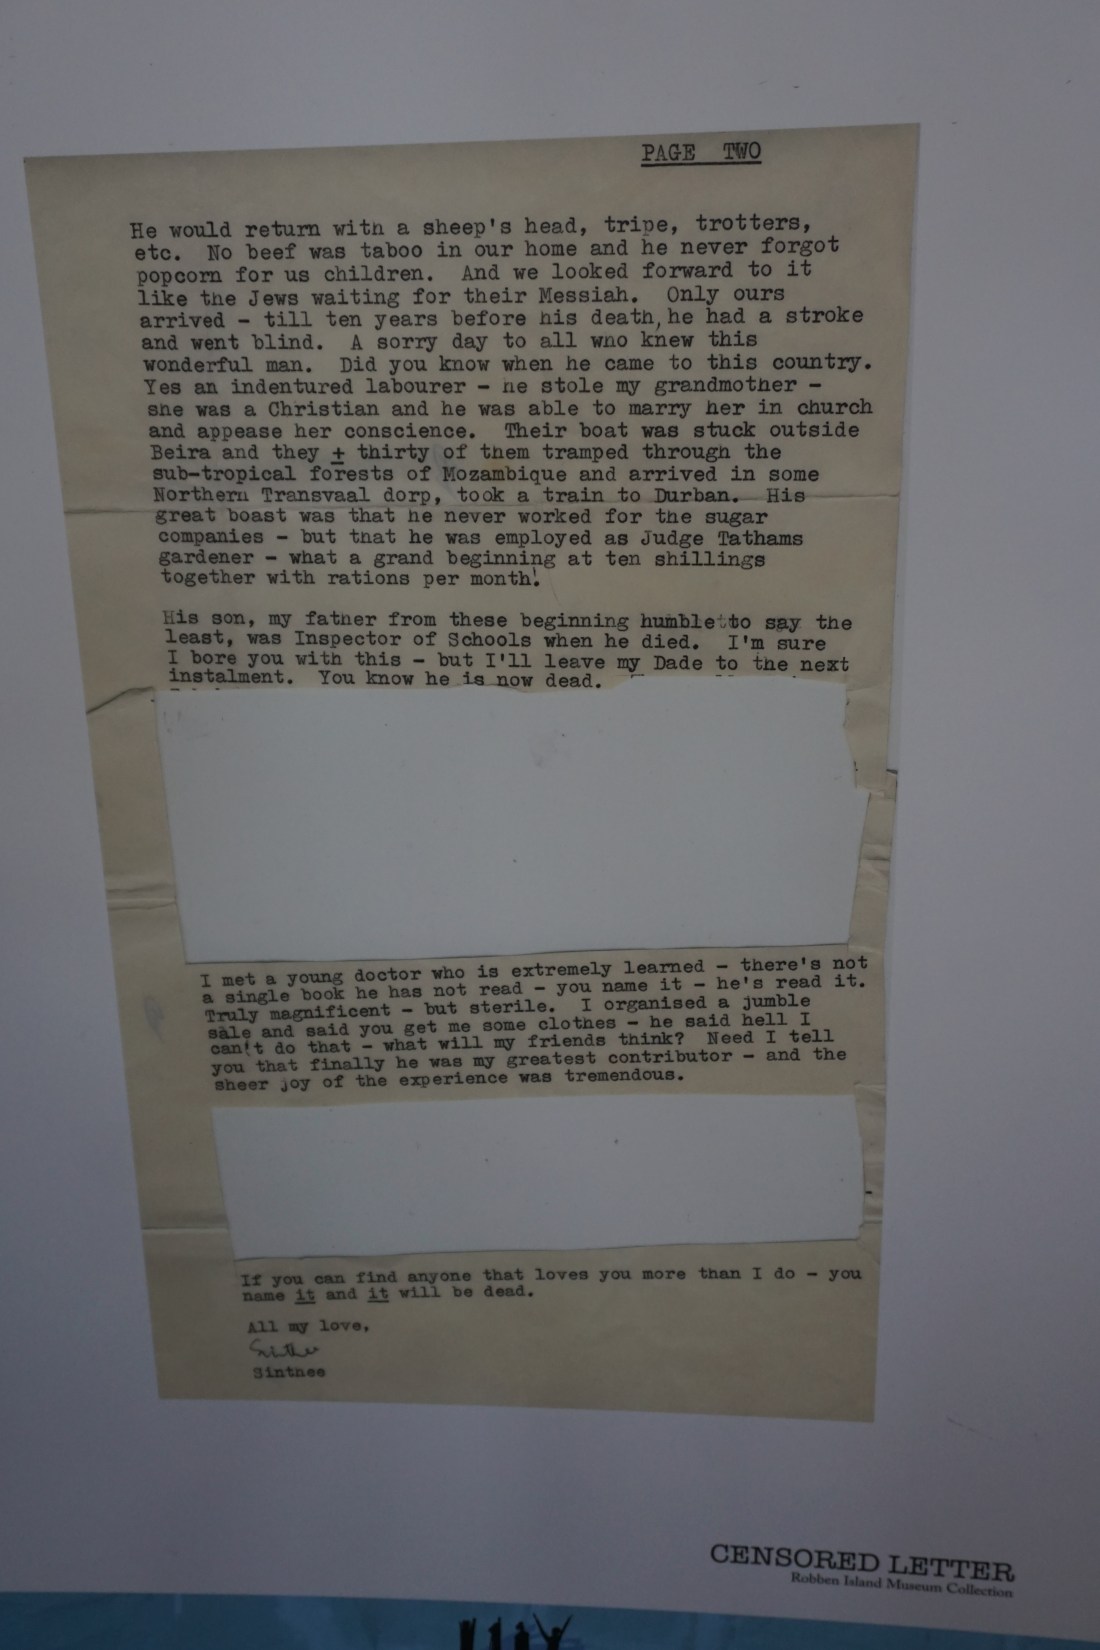 PAGE TWO
He would return with a sheep's head, tripe, trotters,
etc. No beef was taboo in our home and he never forgot
popcorn for us children. And we looked forward to it
like the Jews waiting for their Messiah. Only ours
arrived - till ten years before his death, he had a stroke
and went blind. A sorry day to all who knew this
wonderful man. Did you know when he came to this country.
Yes an indentured labourer - he stole my grandmother -
she was a Christian and he was able to marry her in church
and appease her conscience. Their boat was stuck outside
Beira and they ± thirty of them tramped through the
sub-tropical forests of Mozambique and arrived in some
Northern Transvaal dorp, took a train to Durban. His
great boast was that he never worked for the sugar
companies - but that he was employed as Judge Tathams
gardener - what a grand beginning at ten shillings
together with rations per month!
His son, my father from these beginning humble to say the
least, was Inspector of Schools when he died. I'm sure
I bore you with this - but I'll leave my Dade to the next
instalment. You know he is now dead.
I met a young doctor who is extremely learned - there's not
a single book he has not read - you name it - he's read it.
Truly magnificent - but sterile. I organised a jumble
sale and said you get me some clothes - he said hell I
can't do that - what will my friends think? Need I tell
you that finally he was my greatest contributor - and the
sheer joy of the experience was tremendous.
If you can find anyone that loves you more than I do - you
name it and it will be dead.
All my love,
Sinthee
Sinthee
CENSORED LETTER
Robben Island Museum Collection